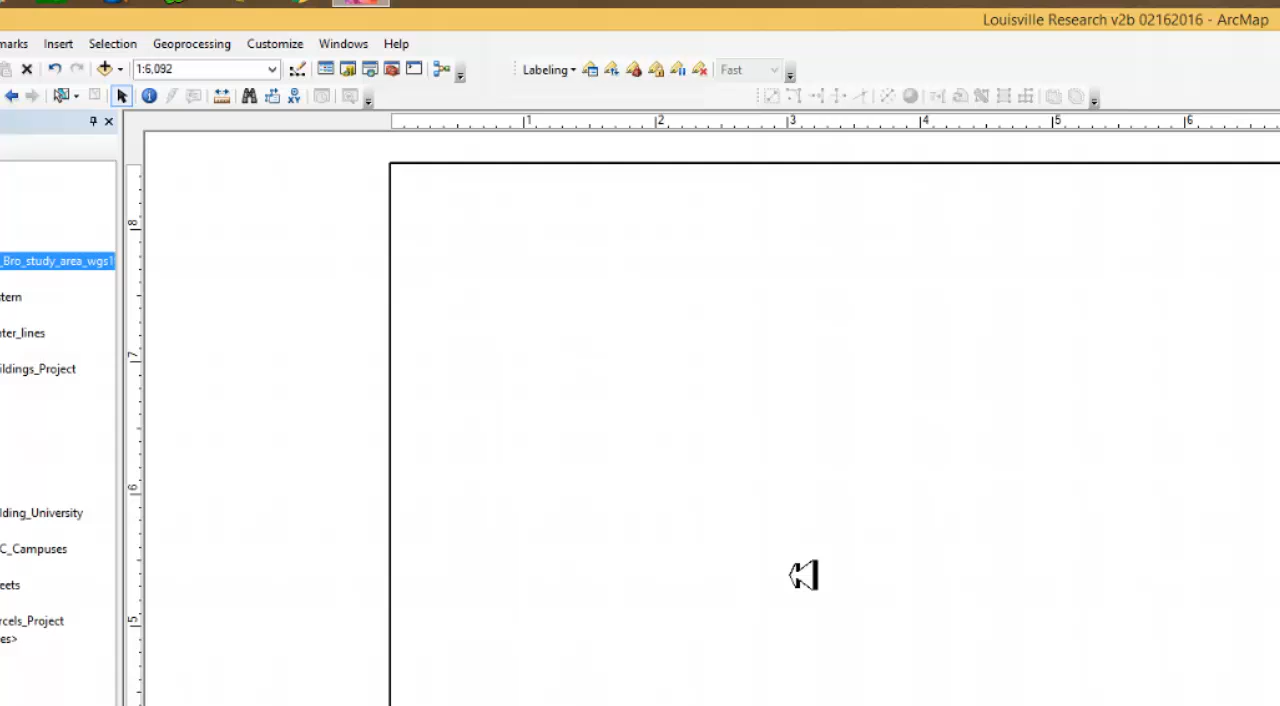 Louisville Research v2b 02162016 - ArcMap
marks Insert Selection Geoprocessing Customize Windows Help
1:6,092 Labeling Fast
1 2 3 4 5 6
8
_Bro_study_area_wgs1
tern
7
nter_lines
ildings_Project
6
lding_University
C_Campuses
eets
rcels_Project
5
es>